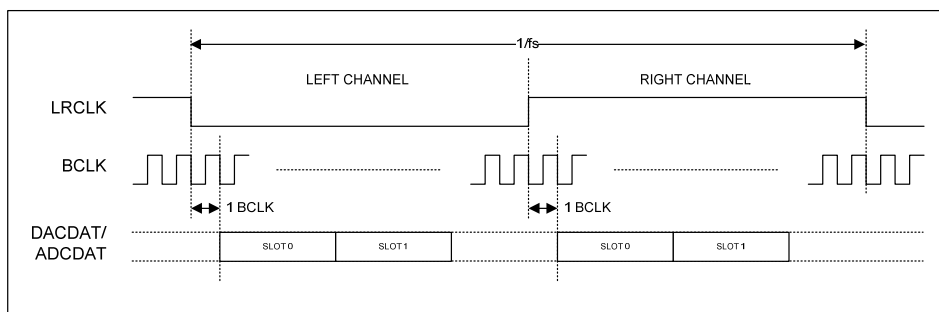 1/fs
LEFT CHANNEL RIGHT CHANNEL
LRCLK
BCLK
1 BCLK 1 BCLK
DACDAT/
ADCDAT
SLOT 0 SLOT 1 SLOT 0 SLOT 1